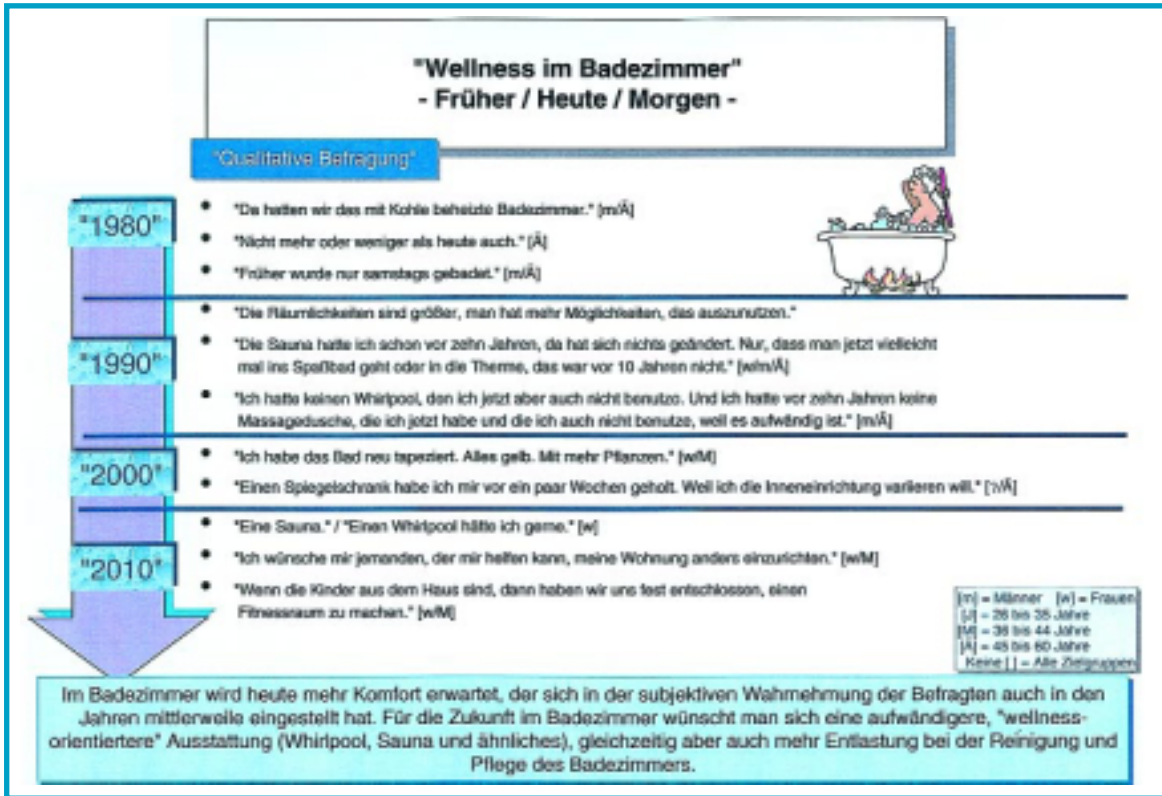 "Wellness im Badezimmer"
- Früher / Heute / Morgen -
"Qualitative Befragung"
"1980"
• "Da hatten wir das mit Kohle beheizte Badezimmer." [m/Ä]
• "Nicht mehr oder weniger als heute auch." [Ä]
• "Früher wurde nur samstags gebadet." [m/Ä]
"1990"
• "Die Räumlichkeiten sind größer, man hat mehr Möglichkeiten, das auszunutzen."
• "Die Sauna hatte ich schon vor zehn Jahren, da hat sich nichts geändert. Nur, dass man jetzt vielleicht
mal ins Spaßbad geht oder in die Therme, das war vor 10 Jahren nicht." [w/m/Ä]
• "Ich hatte keinen Whirlpool, den ich jetzt aber auch nicht benutze. Und ich hatte vor zehn Jahren keine
Massagedusche, die ich jetzt habe und die ich auch nicht benutze, weil es aufwändig ist." [m/Ä]
"2000"
• "Ich habe das Bad neu tapeziert. Alles gelb. Mit mehr Pflanzen." [w/M]
• "Einen Spiegelschrank habe ich mir vor ein paar Wochen geholt. Weil ich die Inneneinrichtung variieren will." [?/Ä]
"2010"
• "Eine Sauna." / "Einen Whirlpool hätte ich gerne." [w]
• "Ich wünsche mir jemanden, der mir helfen kann, meine Wohnung anders einzurichten." [w/M]
• "Wenn die Kinder aus dem Haus sind, dann haben wir uns fest entschlossen, einen
Fitnessraum zu machen." [w/M]
[m] = Männer [w] = Frauen
[J] = 26 bis 35 Jahre
[M] = 36 bis 44 Jahre
[Ä] = 45 bis 60 Jahre
Keine [ ] = Alle Zielgruppen
Im Badezimmer wird heute mehr Komfort erwartet, der sich in der subjektiven Wahrnehmung der Befragten auch in den
Jahren mittlerweile eingestellt hat. Für die Zukunft im Badezimmer wünscht man sich eine aufwändigere, "wellness-
orientiertere" Ausstattung (Whirlpool, Sauna und ähnliches), gleichzeitig aber auch mehr Entlastung bei der Reinigung und
Pflege des Badezimmers.